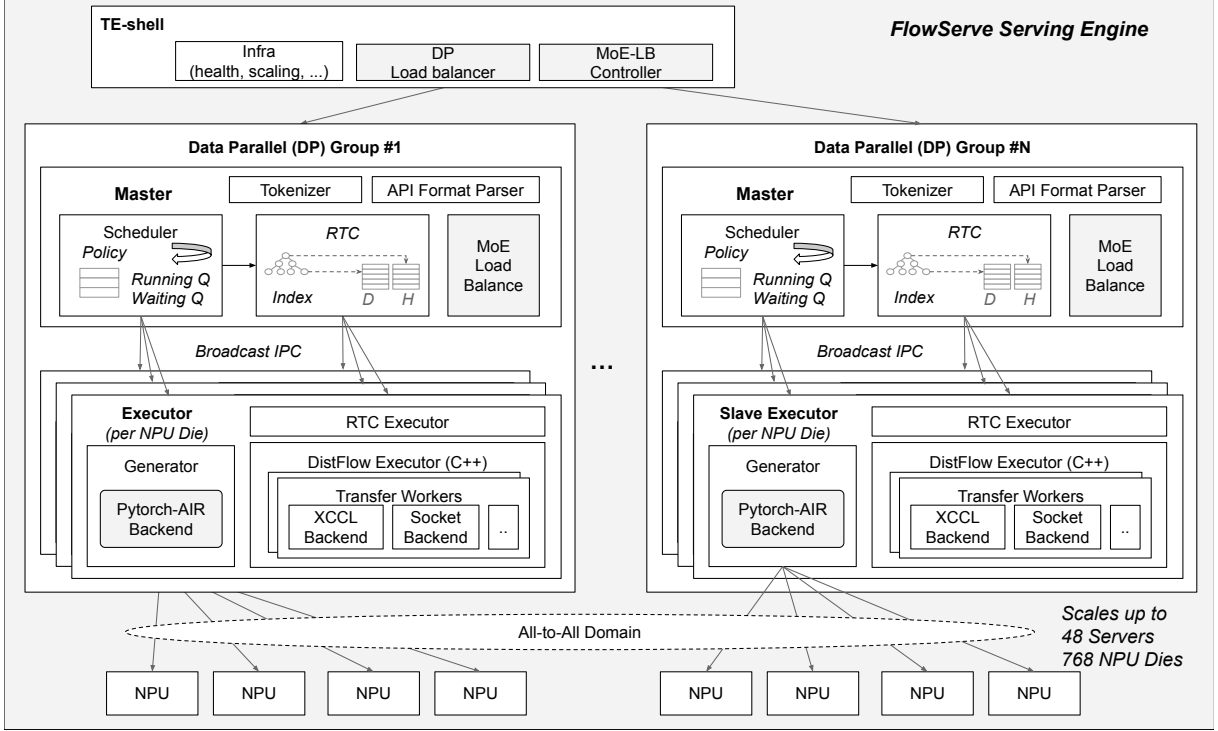 TE-shell
FlowServe Serving Engine
Infra
(health, scaling, ...)
DP
Load balancer
MoE-LB
Controller
Data Parallel (DP) Group #1
Master
Tokenizer
API Format Parser
Scheduler
Policy
Running Q
Waiting Q
RTC
Index
D
H
MoE
Load
Balance
Broadcast IPC
Executor
(per NPU Die)
RTC Executor
Generator
Pytorch-AIR
Backend
DistFlow Executor (C++)
Transfer Workers
XCCL
Backend
Socket
Backend
..
...
Data Parallel (DP) Group #N
Master
Tokenizer
API Format Parser
Scheduler
Policy
Running Q
Waiting Q
RTC
Index
D
H
MoE
Load
Balance
Broadcast IPC
Slave Executor
(per NPU Die)
RTC Executor
Generator
Pytorch-AIR
Backend
DistFlow Executor (C++)
Transfer Workers
XCCL
Backend
Socket
Backend
..
All-to-All Domain
Scales up to
48 Servers
768 NPU Dies
NPU
NPU
NPU
NPU
NPU
NPU
NPU
NPU